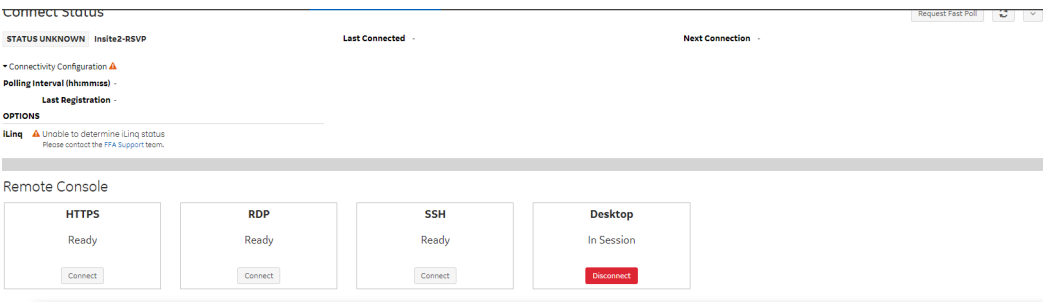 Connect Status
Request Fast Poll
STATUS UNKNOWN Insite2-RSVP Last Connected - Next Connection -
Connectivity Configuration
Polling Interval (hh:mm:ss) -
Last Registration -
OPTIONS
iLinq Unable to determine iLinq status
Please contact the FFA Support team.
Remote Console
HTTPS RDP SSH Desktop
Ready Ready Ready In Session
Connect Connect Connect Disconnect